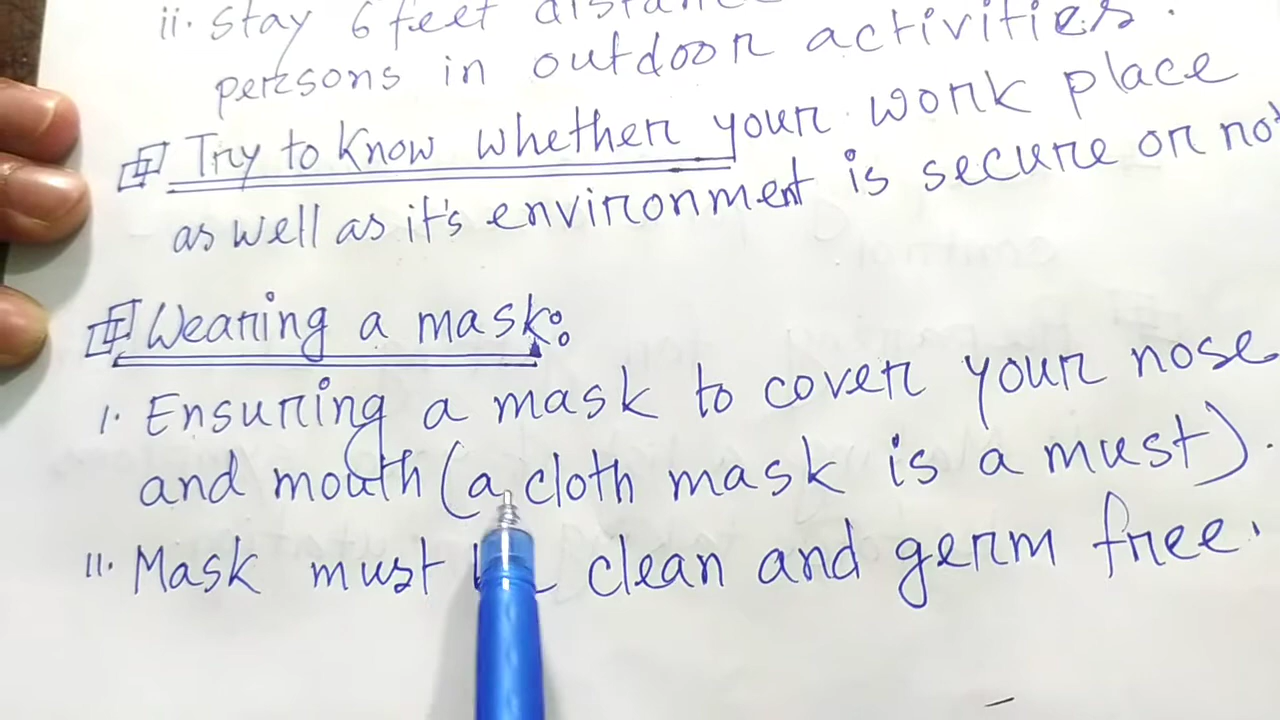 ii. Stay 6 feet distance
persons in outdoor activities.
Try to know whether your work place
as well as it's environment is secure or not
Wearing a mask:
i. Ensuring a mask to cover your nose
and mouth (a cloth mask is a must).
ii. Mask must clean and germ free.